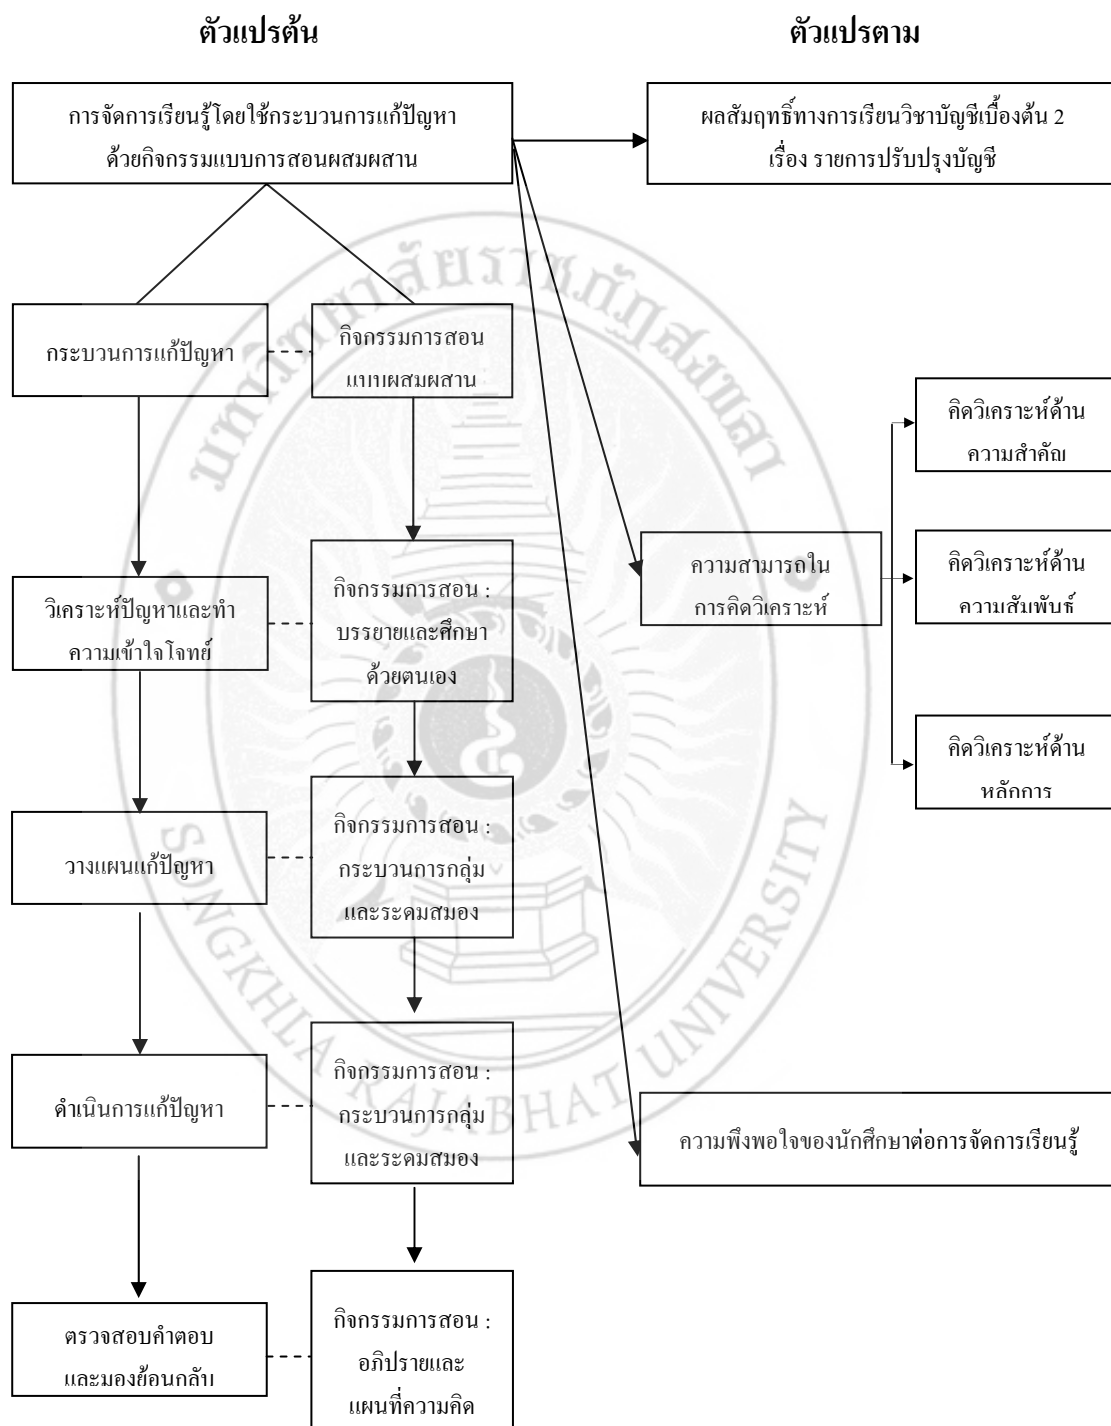 ตัวแปรต้น
ตัวแปรตาม
การจัดการเรียนรู้โดยใช้กระบวนการแก้ปัญหา
ด้วยกิจกรรมแบบการสอนผสมผสาน
ผลสัมฤทธิ์ทางการเรียนวิชาบัญชีเบื้องต้น 2
เรื่อง รายการปรับปรุงบัญชี
กระบวนการแก้ปัญหา
กิจกรรมการสอน
แบบผสมผสาน
วิเคราะห์ปัญหาและทำ
ความเข้าใจโจทย์
กิจกรรมการสอน :
บรรยายและศึกษา
ด้วยตนเอง
วางแผนแก้ปัญหา
กิจกรรมการสอน :
กระบวนการกลุ่ม
และระดมสมอง
ดำเนินการแก้ปัญหา
กิจกรรมการสอน :
กระบวนการกลุ่ม
และระดมสมอง
ตรวจสอบคำตอบ
และมองย้อนกลับ
กิจกรรมการสอน :
อภิปรายและ
แผนที่ความคิด
ความสามารถใน
การคิดวิเคราะห์
คิดวิเคราะห์ด้าน
ความสำคัญ
คิดวิเคราะห์ด้าน
ความสัมพันธ์
คิดวิเคราะห์ด้าน
หลักการ
ความพึงพอใจของนักศึกษาต่อการจัดการเรียนรู้
มหาวิทยาลัยราชภัฏสงขลา
SONGKHLA RAJABHAT UNIVERSITY